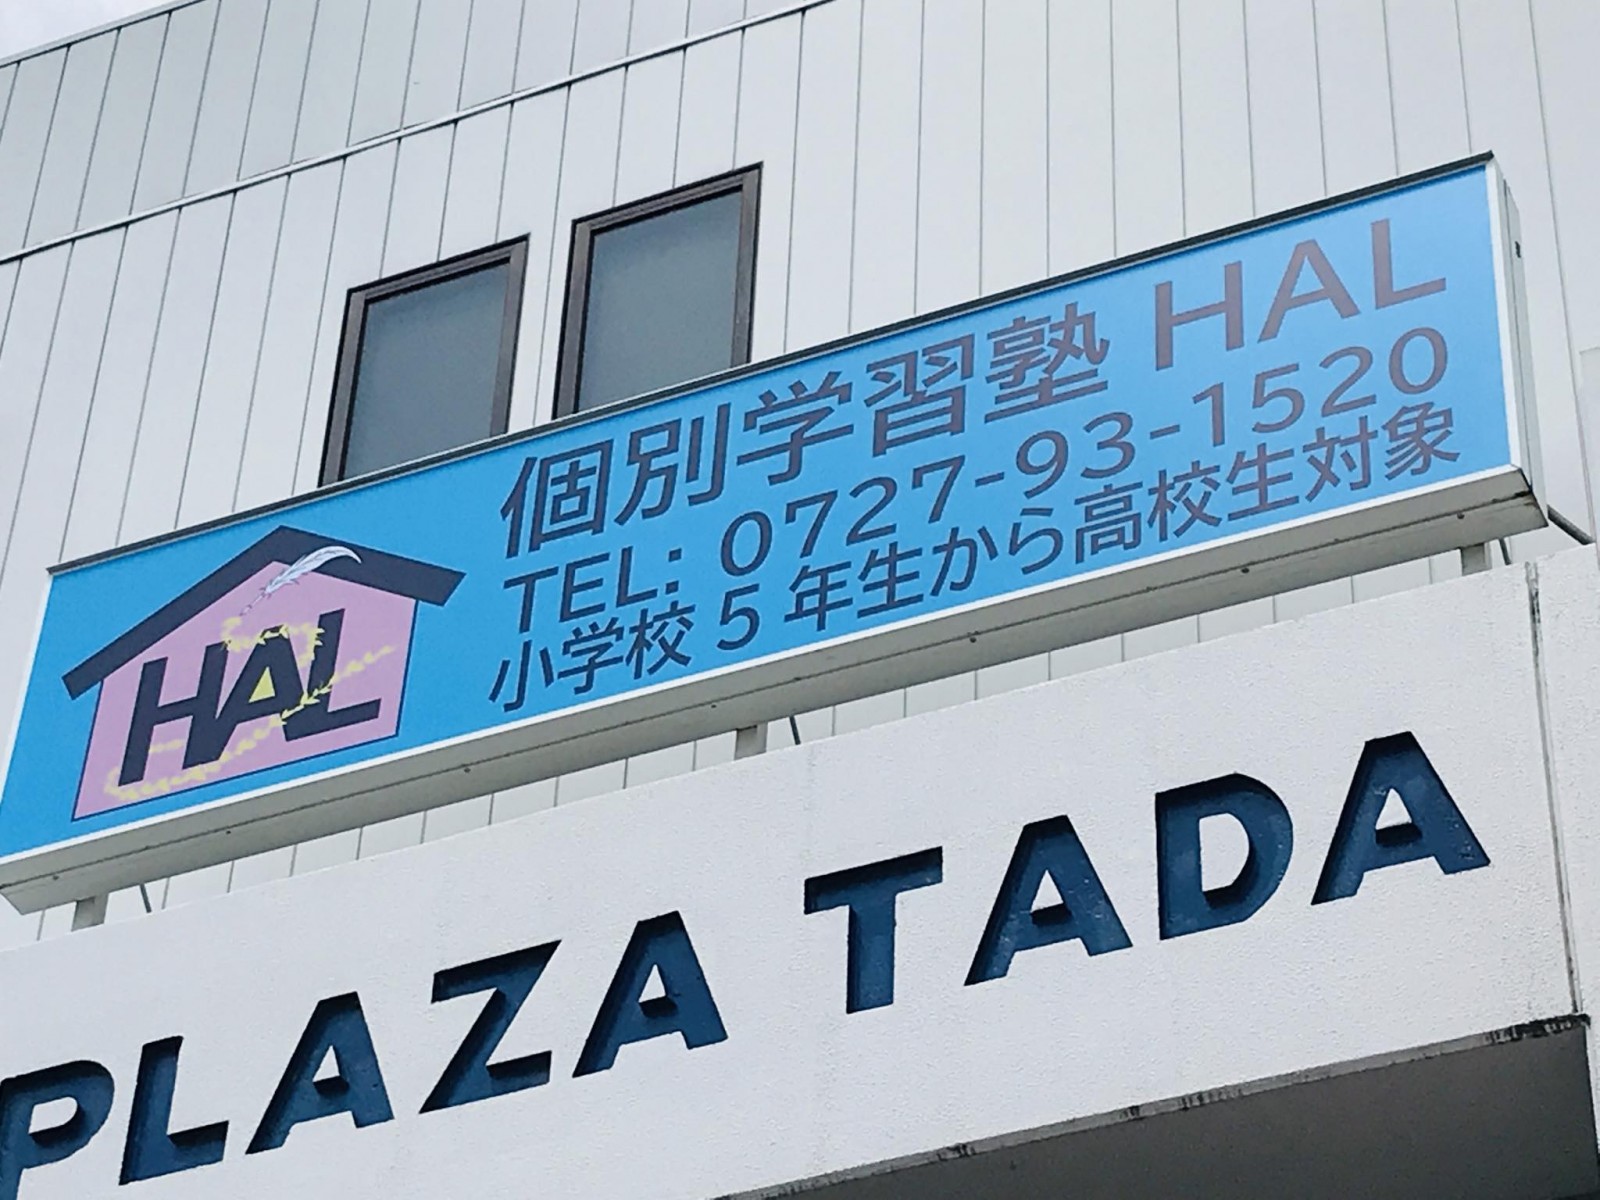 HAL
個別学習塾 HAL
TEL: 0727-93-1520
小学校5年生から高校生対象
PLAZA TADA